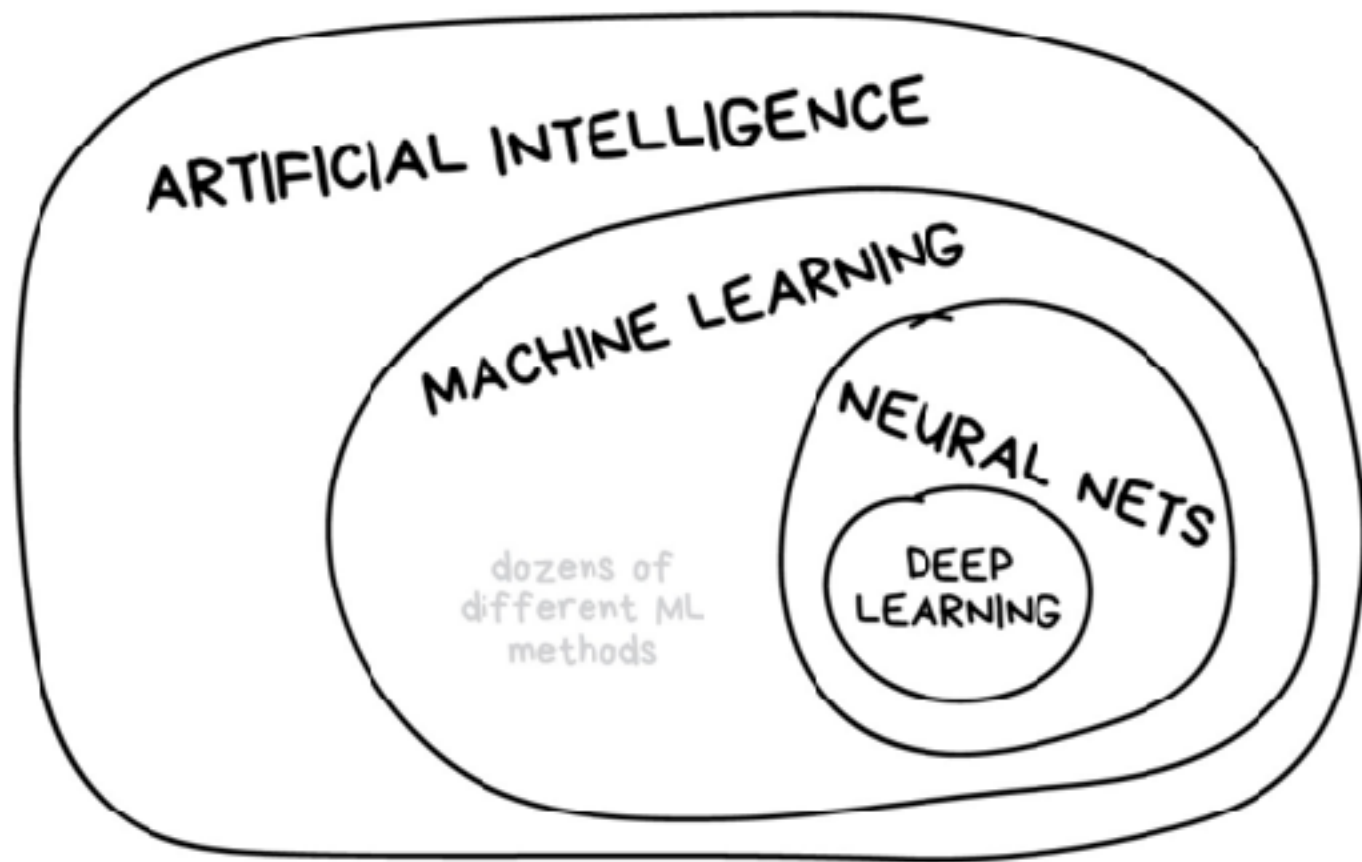 ARTIFICIAL INTELLIGENCE
MACHINE LEARNING
NEURAL NETS
DEEP
LEARNING
dozens of
different ML
methods